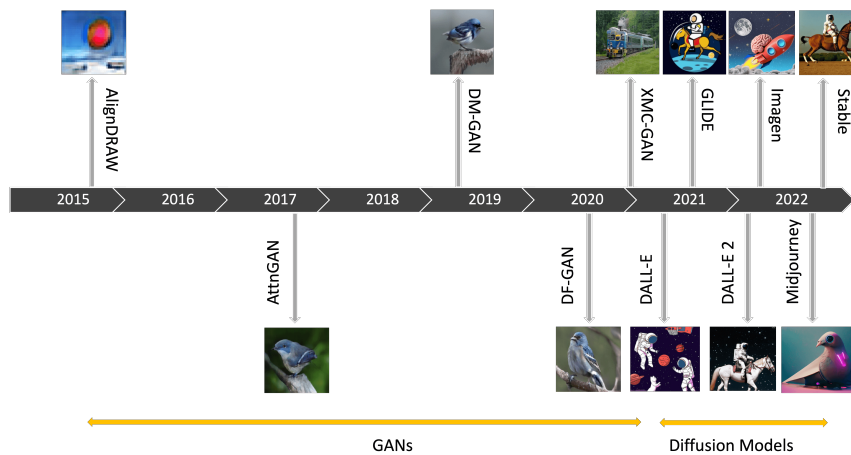 AlignDRAW
DM-GAN
XMC-GAN
GLIDE
Imagen
Stable
2015
2016
2017
2018
2019
2020
2021
2022
AttnGAN
DF-GAN
DALL-E
DALL-E 2
Midjourney
GANs
Diffusion Models